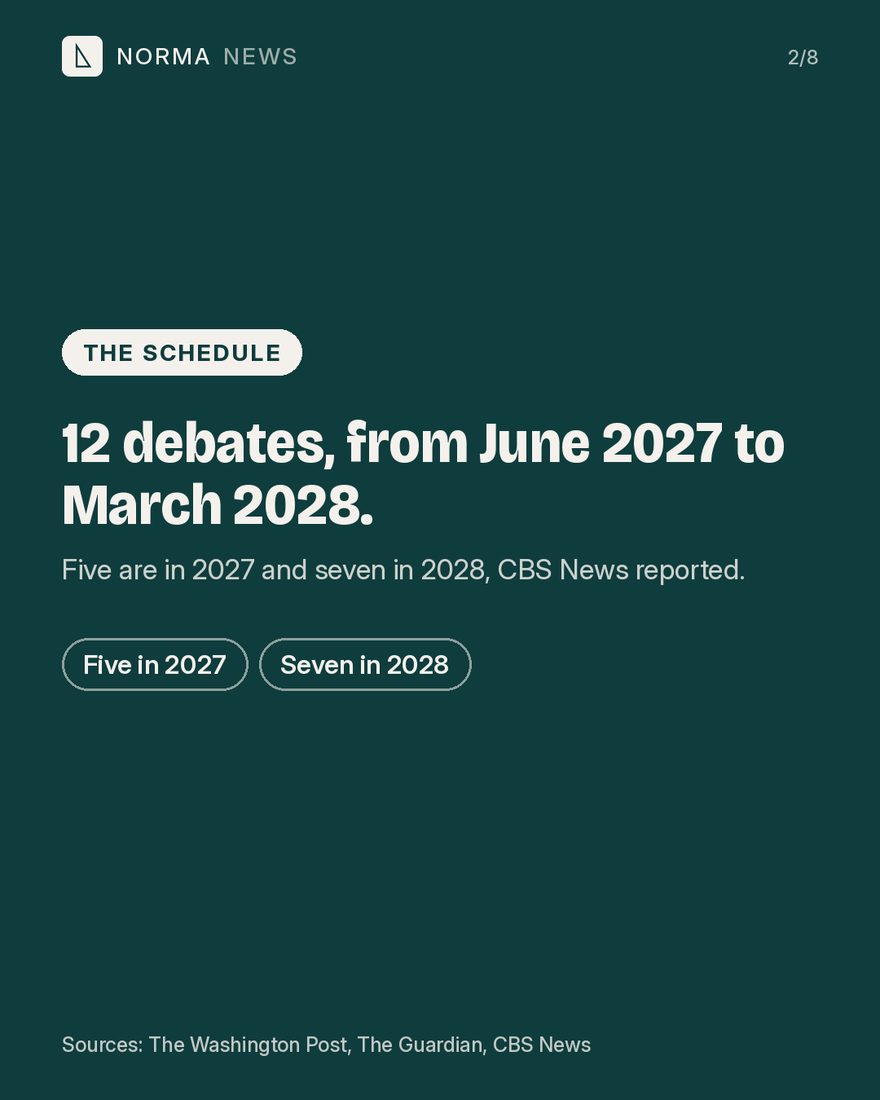 NORMA NEWS
2/8
THE SCHEDULE
12 debates, from June 2027 to
March 2028.
Five are in 2027 and seven in 2028, CBS News reported.
Five in 2027
Seven in 2028
Sources: The Washington Post, The Guardian, CBS News